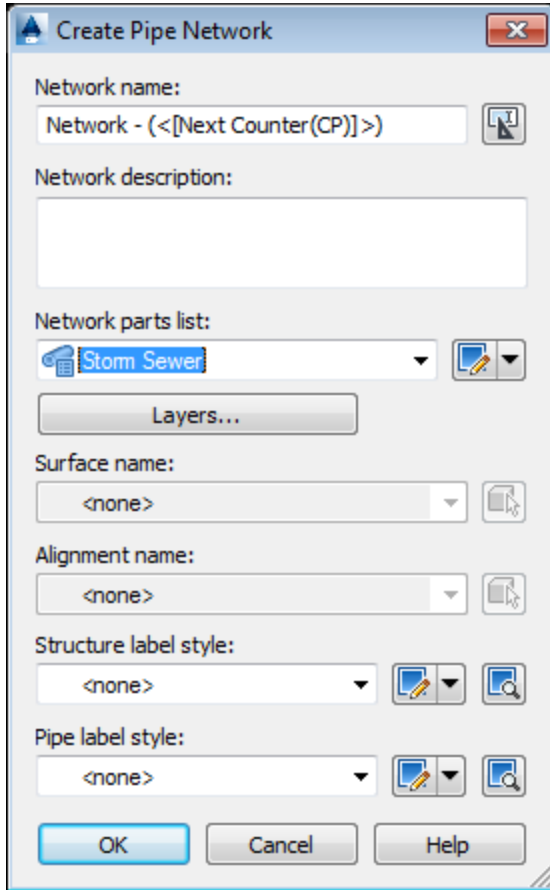 Create Pipe Network
Network name:
Network - (<[Next Counter(CP)]>)
Network description:
Network parts list:
Storm Sewer
Layers...
Surface name:
<none>
Alignment name:
<none>
Structure label style:
<none>
Pipe label style:
<none>
OK Cancel Help